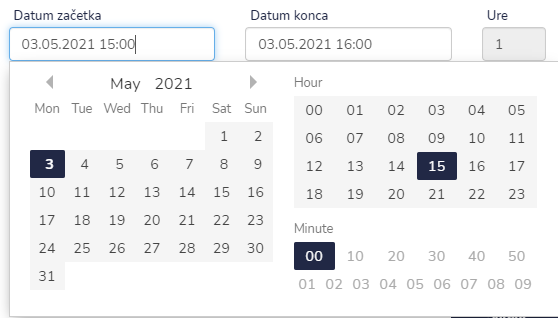 Datum začetka Datum konca Ure
03.05.2021 15:00 03.05.2021 16:00 1
May 2021
Mon Tue Wed Thu Fri Sat Sun
1 2
3 4 5 6 7 8 9
10 11 12 13 14 15 16
17 18 19 20 21 22 23
24 25 26 27 28 29 30
31
Hour
00 01 02 03 04 05
06 07 08 09 10 11
12 13 14 15 16 17
18 19 20 21 22 23
Minute
00 10 20 30 40 50
01 02 03 04 05 06 07 08 09